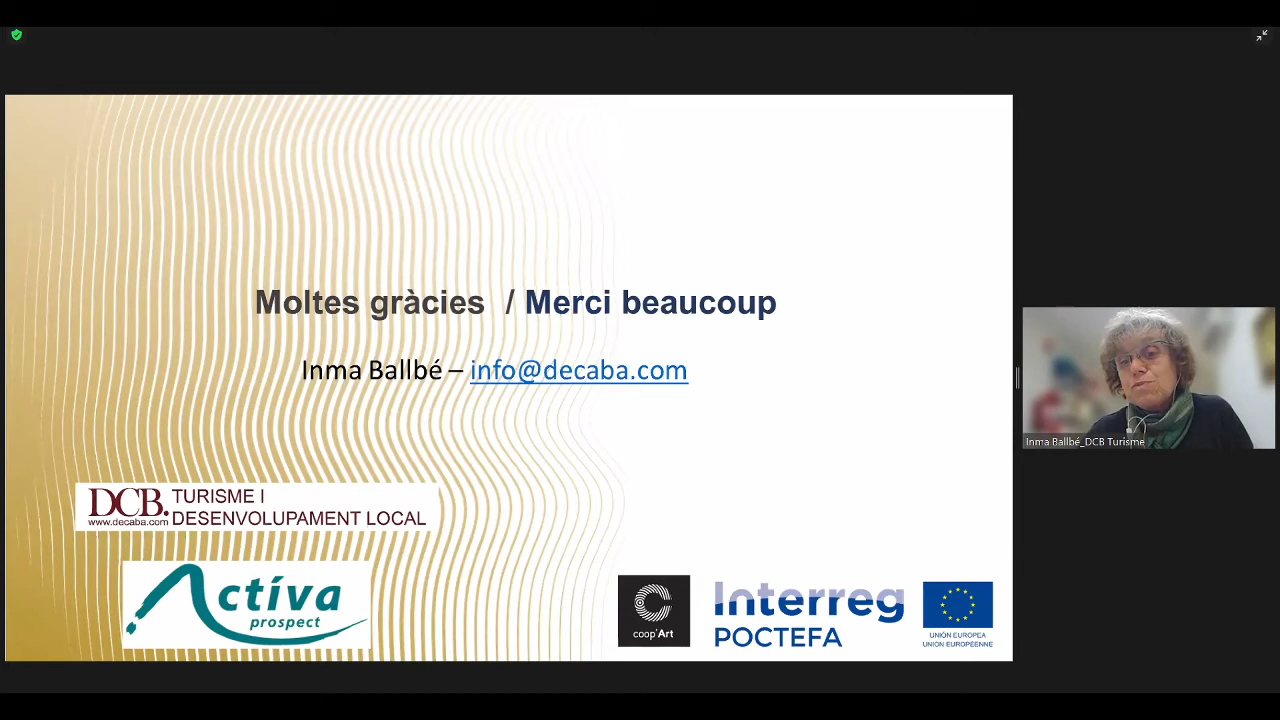 Moltes gràcies / Merci beaucoup
Inma Ballbé – info@decaba.com
DCB. TURISME I
www.decaba.com DESENVOLUPAMENT LOCAL
Activa
prospect
coop'Art
Interreg
POCTEFA
UNIÓN EUROPEA
UNION EUROPÉENNE
Inma Ballbé_DCB Turisme